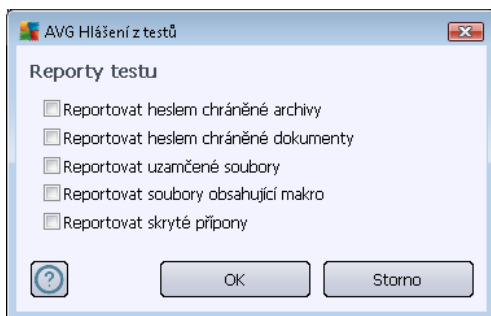 AVG Hlášení z testů
Reporty testu
Reportovat heslem chráněné archivy
Reportovat heslem chráněné dokumenty
Reportovat uzamčené soubory
Reportovat soubory obsahující makro
Reportovat skryté přípony
?
OK
Storno